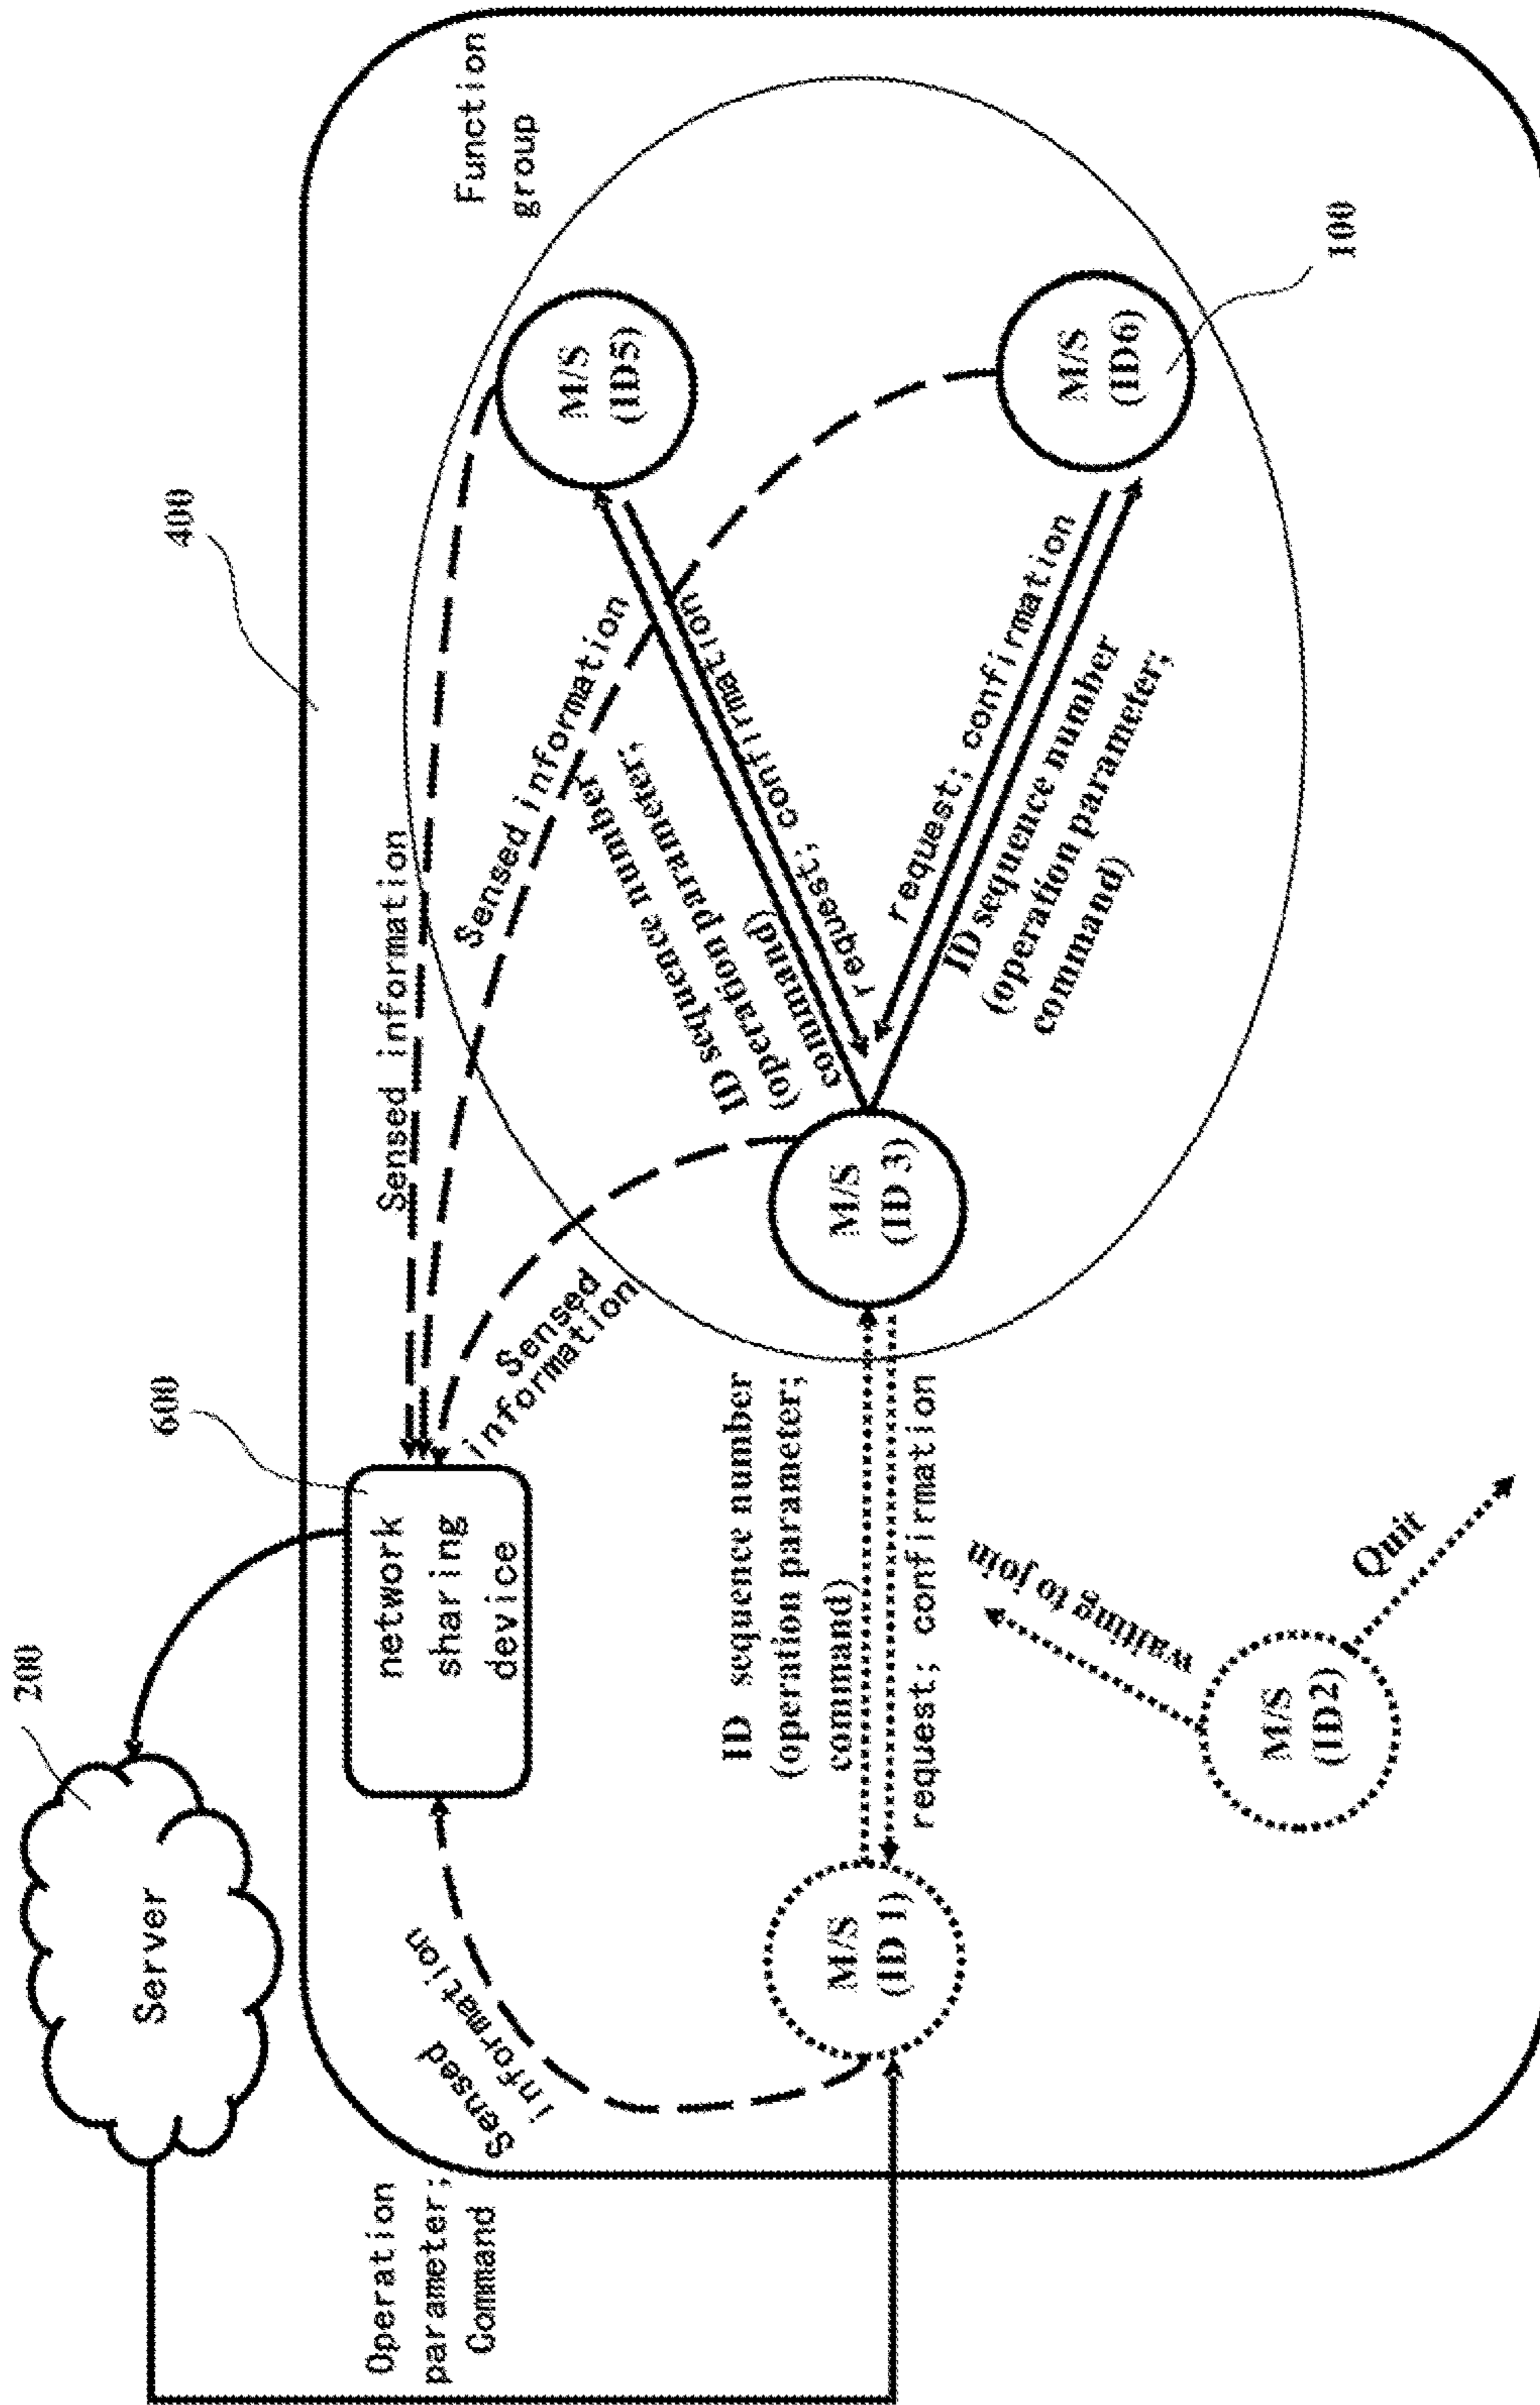 200
Server
600
400
network
sharing
device
Function
group
Operation
parameter;
Command
Sensed
information
Sensed
information
Sensed information
Sensed information
M/S
(ID 1)
ID sequence number
(operation parameter;
command)
request; confirmation
M/S
(ID 3)
ID sequence number
(operation parameter;
command)
request; confirmation
M/S
(ID5)
request; confirmation
ID sequence number
(operation parameter;
command)
M/S
(ID6)
100
M/S
(ID2)
waiting to join
Quit